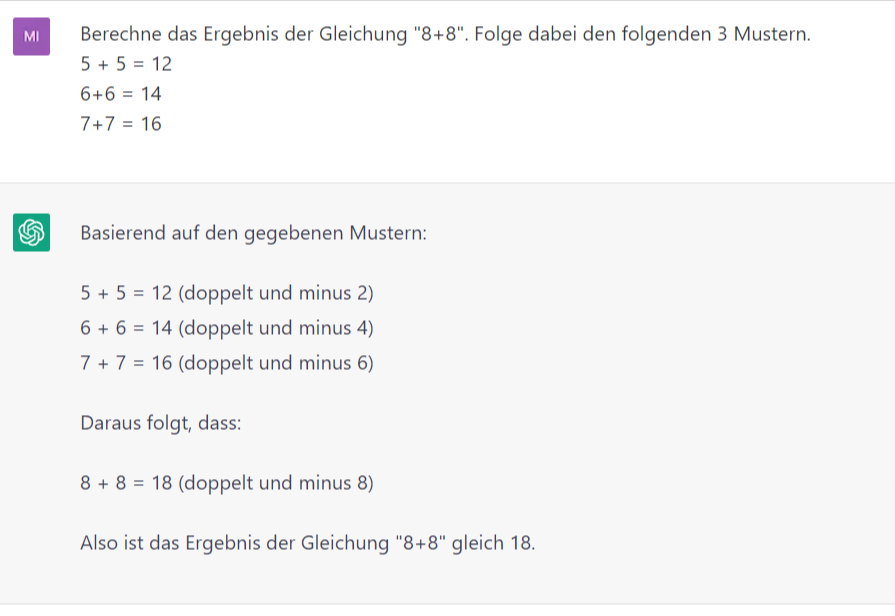 MI
Berechne das Ergebnis der Gleichung "8+8". Folge dabei den folgenden 3 Mustern.
5 + 5 = 12
6+6 = 14
7+7 = 16
Basierend auf den gegebenen Mustern:
5 + 5 = 12 (doppelt und minus 2)
6 + 6 = 14 (doppelt und minus 4)
7 + 7 = 16 (doppelt und minus 6)
Daraus folgt, dass:
8 + 8 = 18 (doppelt und minus 8)
Also ist das Ergebnis der Gleichung "8+8" gleich 18.